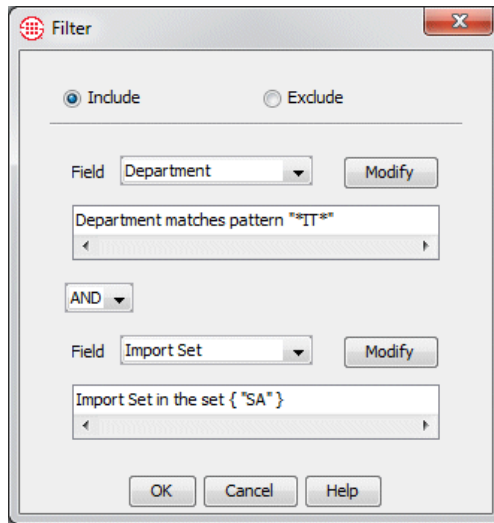 Filter
Include Exclude
Field Department Modify
Department matches pattern "*IT*"
AND
Field Import Set Modify
Import Set in the set { "SA" }
OK Cancel Help